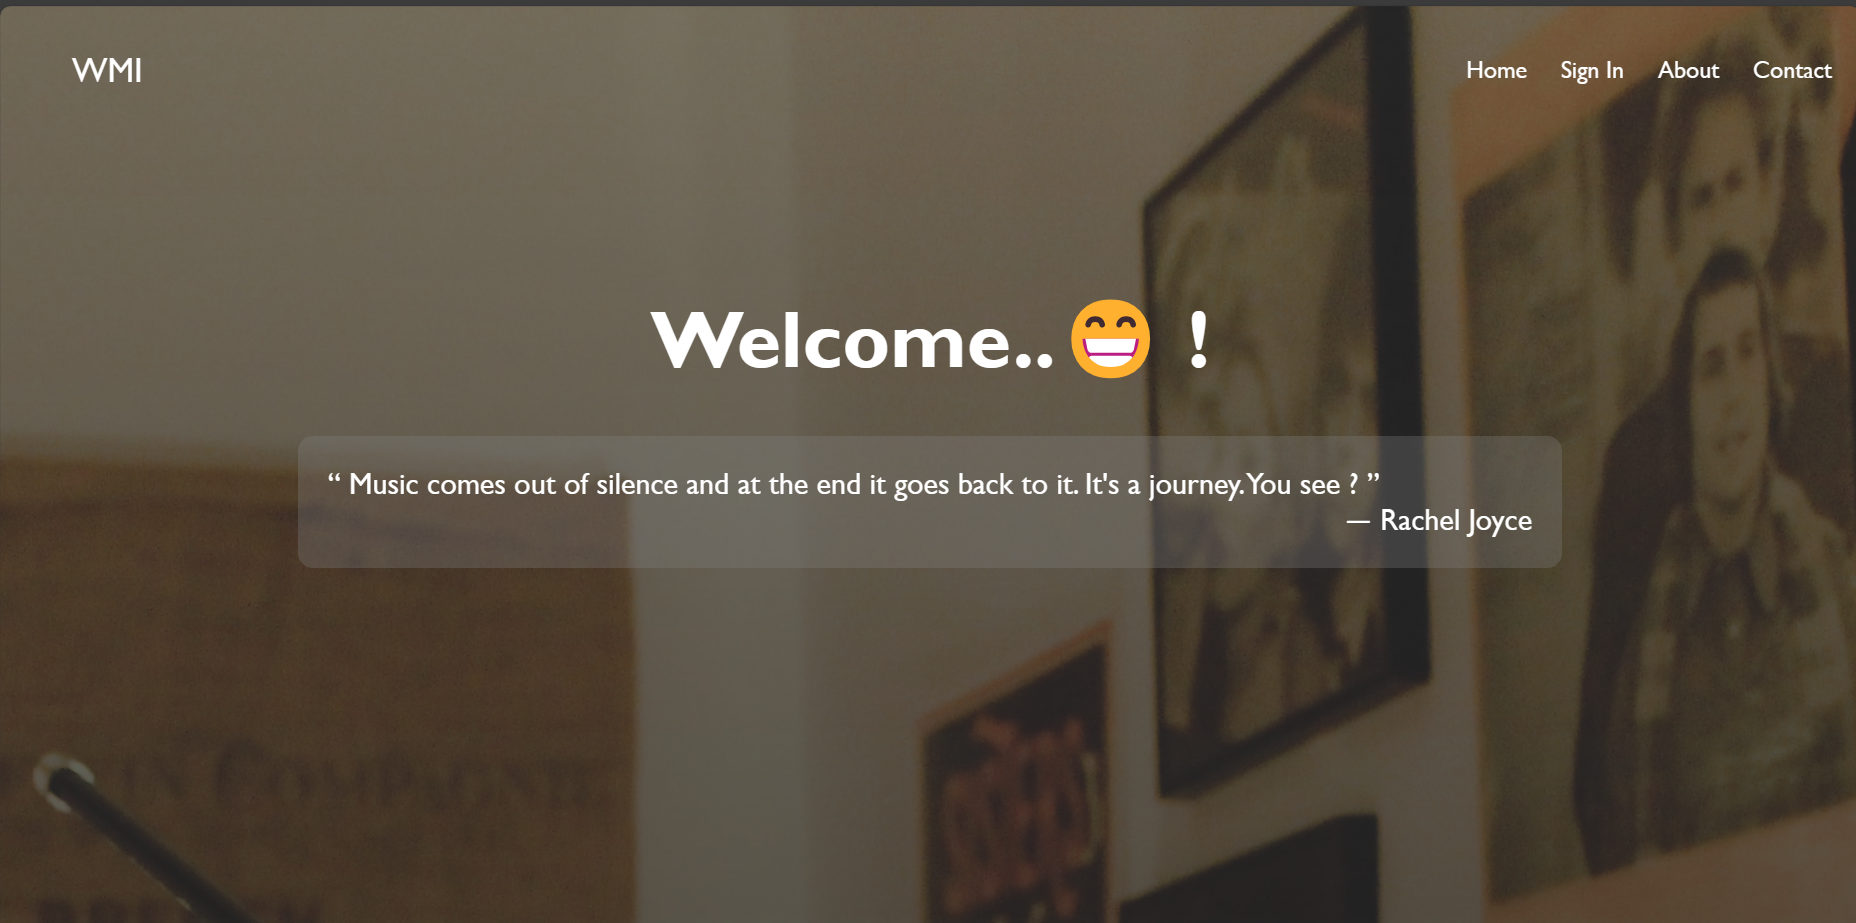 WMI
Home Sign In About Contact
Welcome..😁 !
“ Music comes out of silence and at the end it goes back to it. It's a journey.You see ? ”
— Rachel Joyce
COMPAGNIE